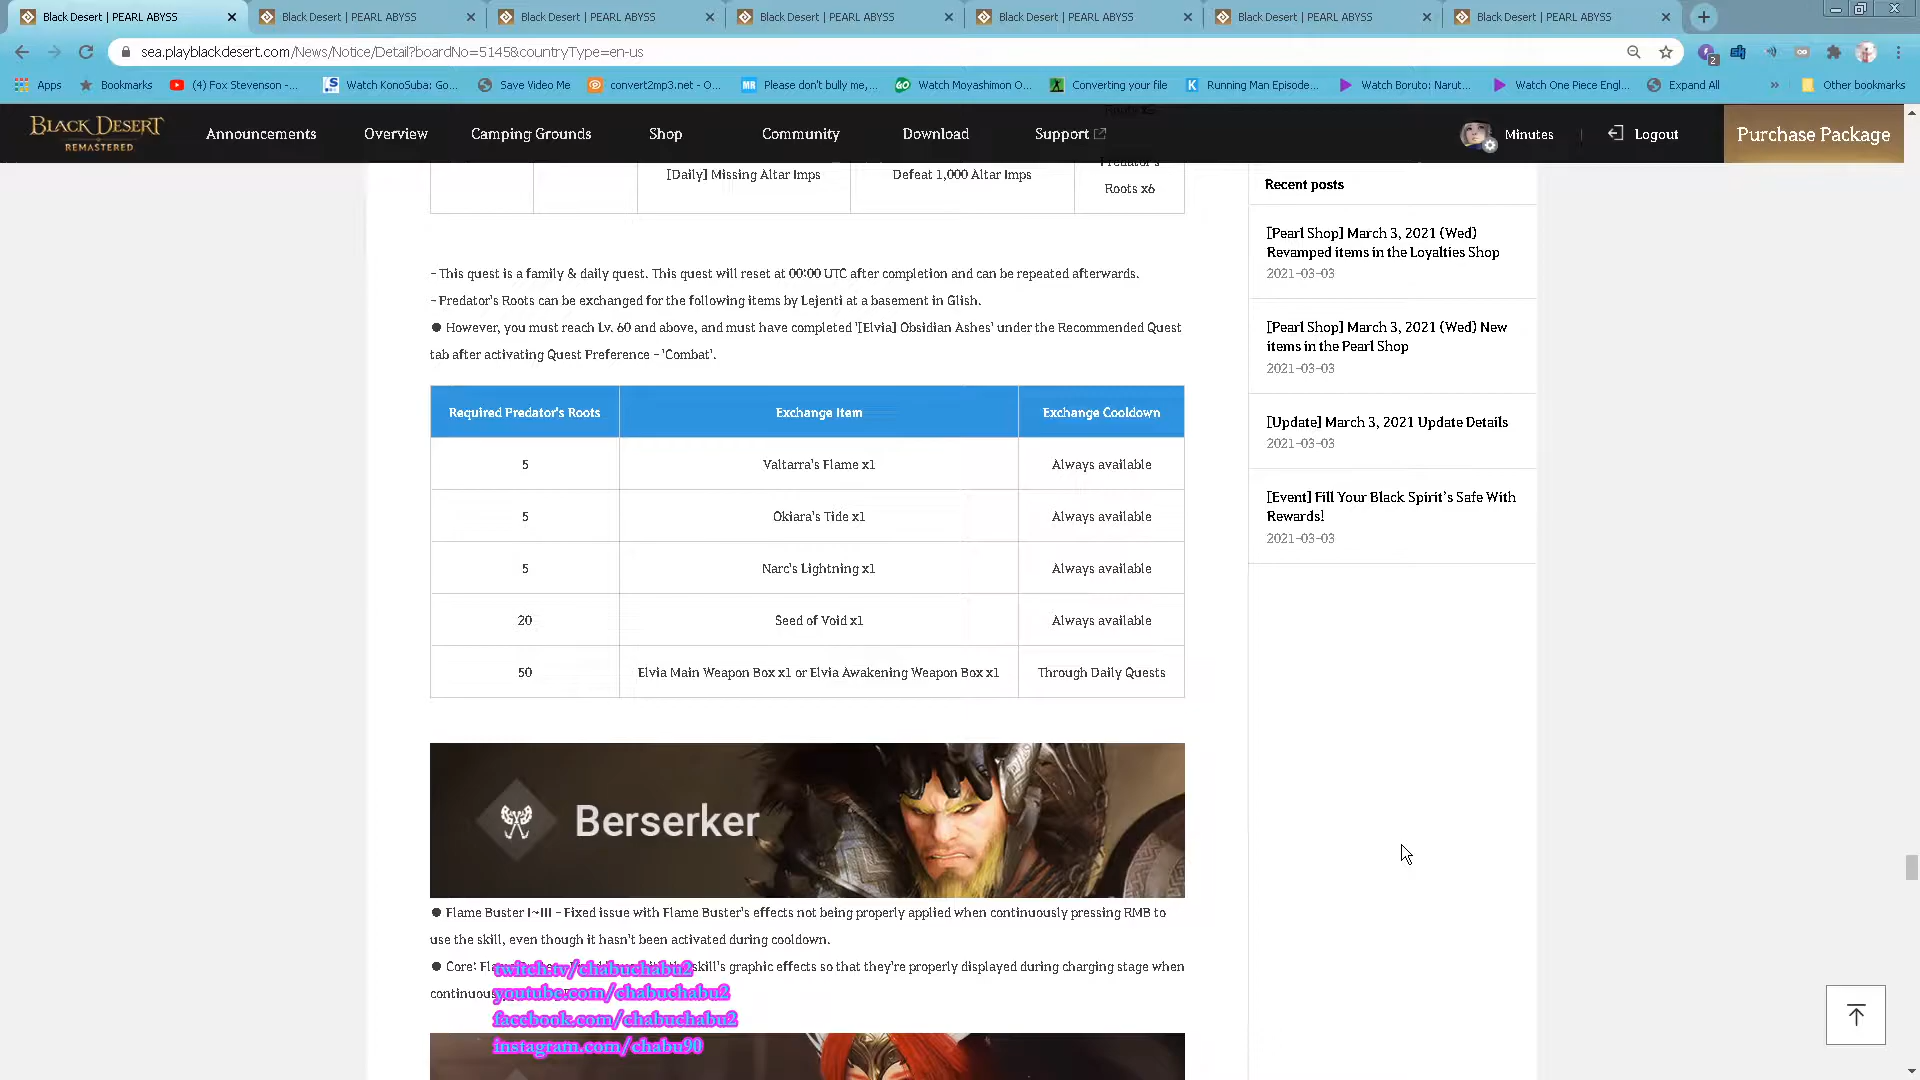 Black Desert | PEARL ABYSS
Black Desert | PEARL ABYSS
Black Desert | PEARL ABYSS
Black Desert | PEARL ABYSS
Black Desert | PEARL ABYSS
Black Desert | PEARL ABYSS
Black Desert | PEARL ABYSS
sea.playblackdesert.com/News/Notice/Detail?boardNo=5145&countryType=en-us
2
Apps
Bookmarks
(4) Fox Stevenson -...
Watch KonoSuba: Go...
Save Video Me
convert2mp3.net - O...
MR
Please don't bully me,...
GO
Watch Moyashimon O...
Converting your file
K
Running Man Episode...
Watch Boruto: Narut...
Watch One Piece Engl...
Expand All
»
Other bookmarks
BLACK DESERT
REMASTERED
Announcements
Overview
Camping Grounds
Shop
Community
Download
Support
Minutes
Logout
Purchase Package
[Daily] Missing Altar Imps
Defeat 1,000 Altar Imps
Predator's
Roots x6
- This quest is a family & daily quest. This quest will reset at 00:00 UTC after completion and can be repeated afterwards.
- Predator's Roots can be exchanged for the following items by Lejenti at a basement in Glish.
● However, you must reach Lv. 60 and above, and must have completed '[Elvia] Obsidian Ashes' under the Recommended Quest
tab after activating Quest Preference - 'Combat'.
Required Predator's Roots
Exchange Item
Exchange Cooldown
5
Valtarra's Flame x1
Always available
5
Okiara's Tide x1
Always available
5
Narc's Lightning x1
Always available
20
Seed of Void x1
Always available
50
Elvia Main Weapon Box x1 or Elvia Awakening Weapon Box x1
Through Daily Quests
Berserker
● Flame Buster I~III - Fixed issue with Flame Buster's effects not being properly applied when continuously pressing RMB to
use the skill, even though it hasn't been activated during cooldown.
● Core: skill's graphic effects so that they're properly displayed during charging stage when
twitch.tv/chabuchabu2
youtube.com/chabuchabu2
facebook.com/chabuchabu2
instagram.com/chabu90
Recent posts
[Pearl Shop] March 3, 2021 (Wed)
Revamped items in the Loyalties Shop
2021-03-03
[Pearl Shop] March 3, 2021 (Wed) New
items in the Pearl Shop
2021-03-03
[Update] March 3, 2021 Update Details
2021-03-03
[Event] Fill Your Black Spirit's Safe With
Rewards!
2021-03-03